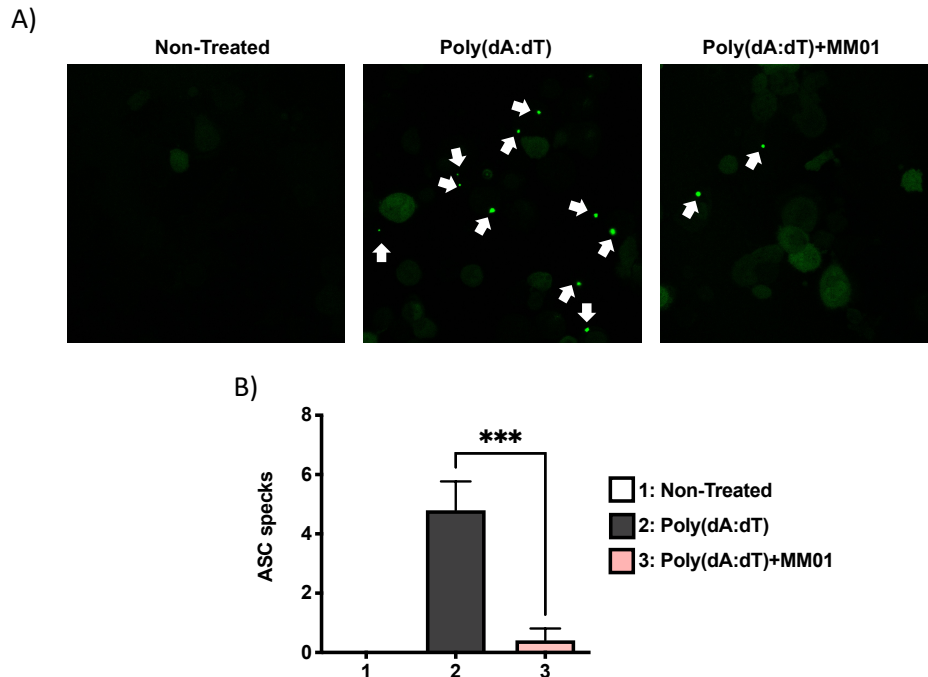 A)
Non-Treated
Poly(dA:dT)
Poly(dA:dT)+MM01
B)
ASC specks
8
6
4
2
0
***
1
2
3
1: Non-Treated
2: Poly(dA:dT)
3: Poly(dA:dT)+MM01